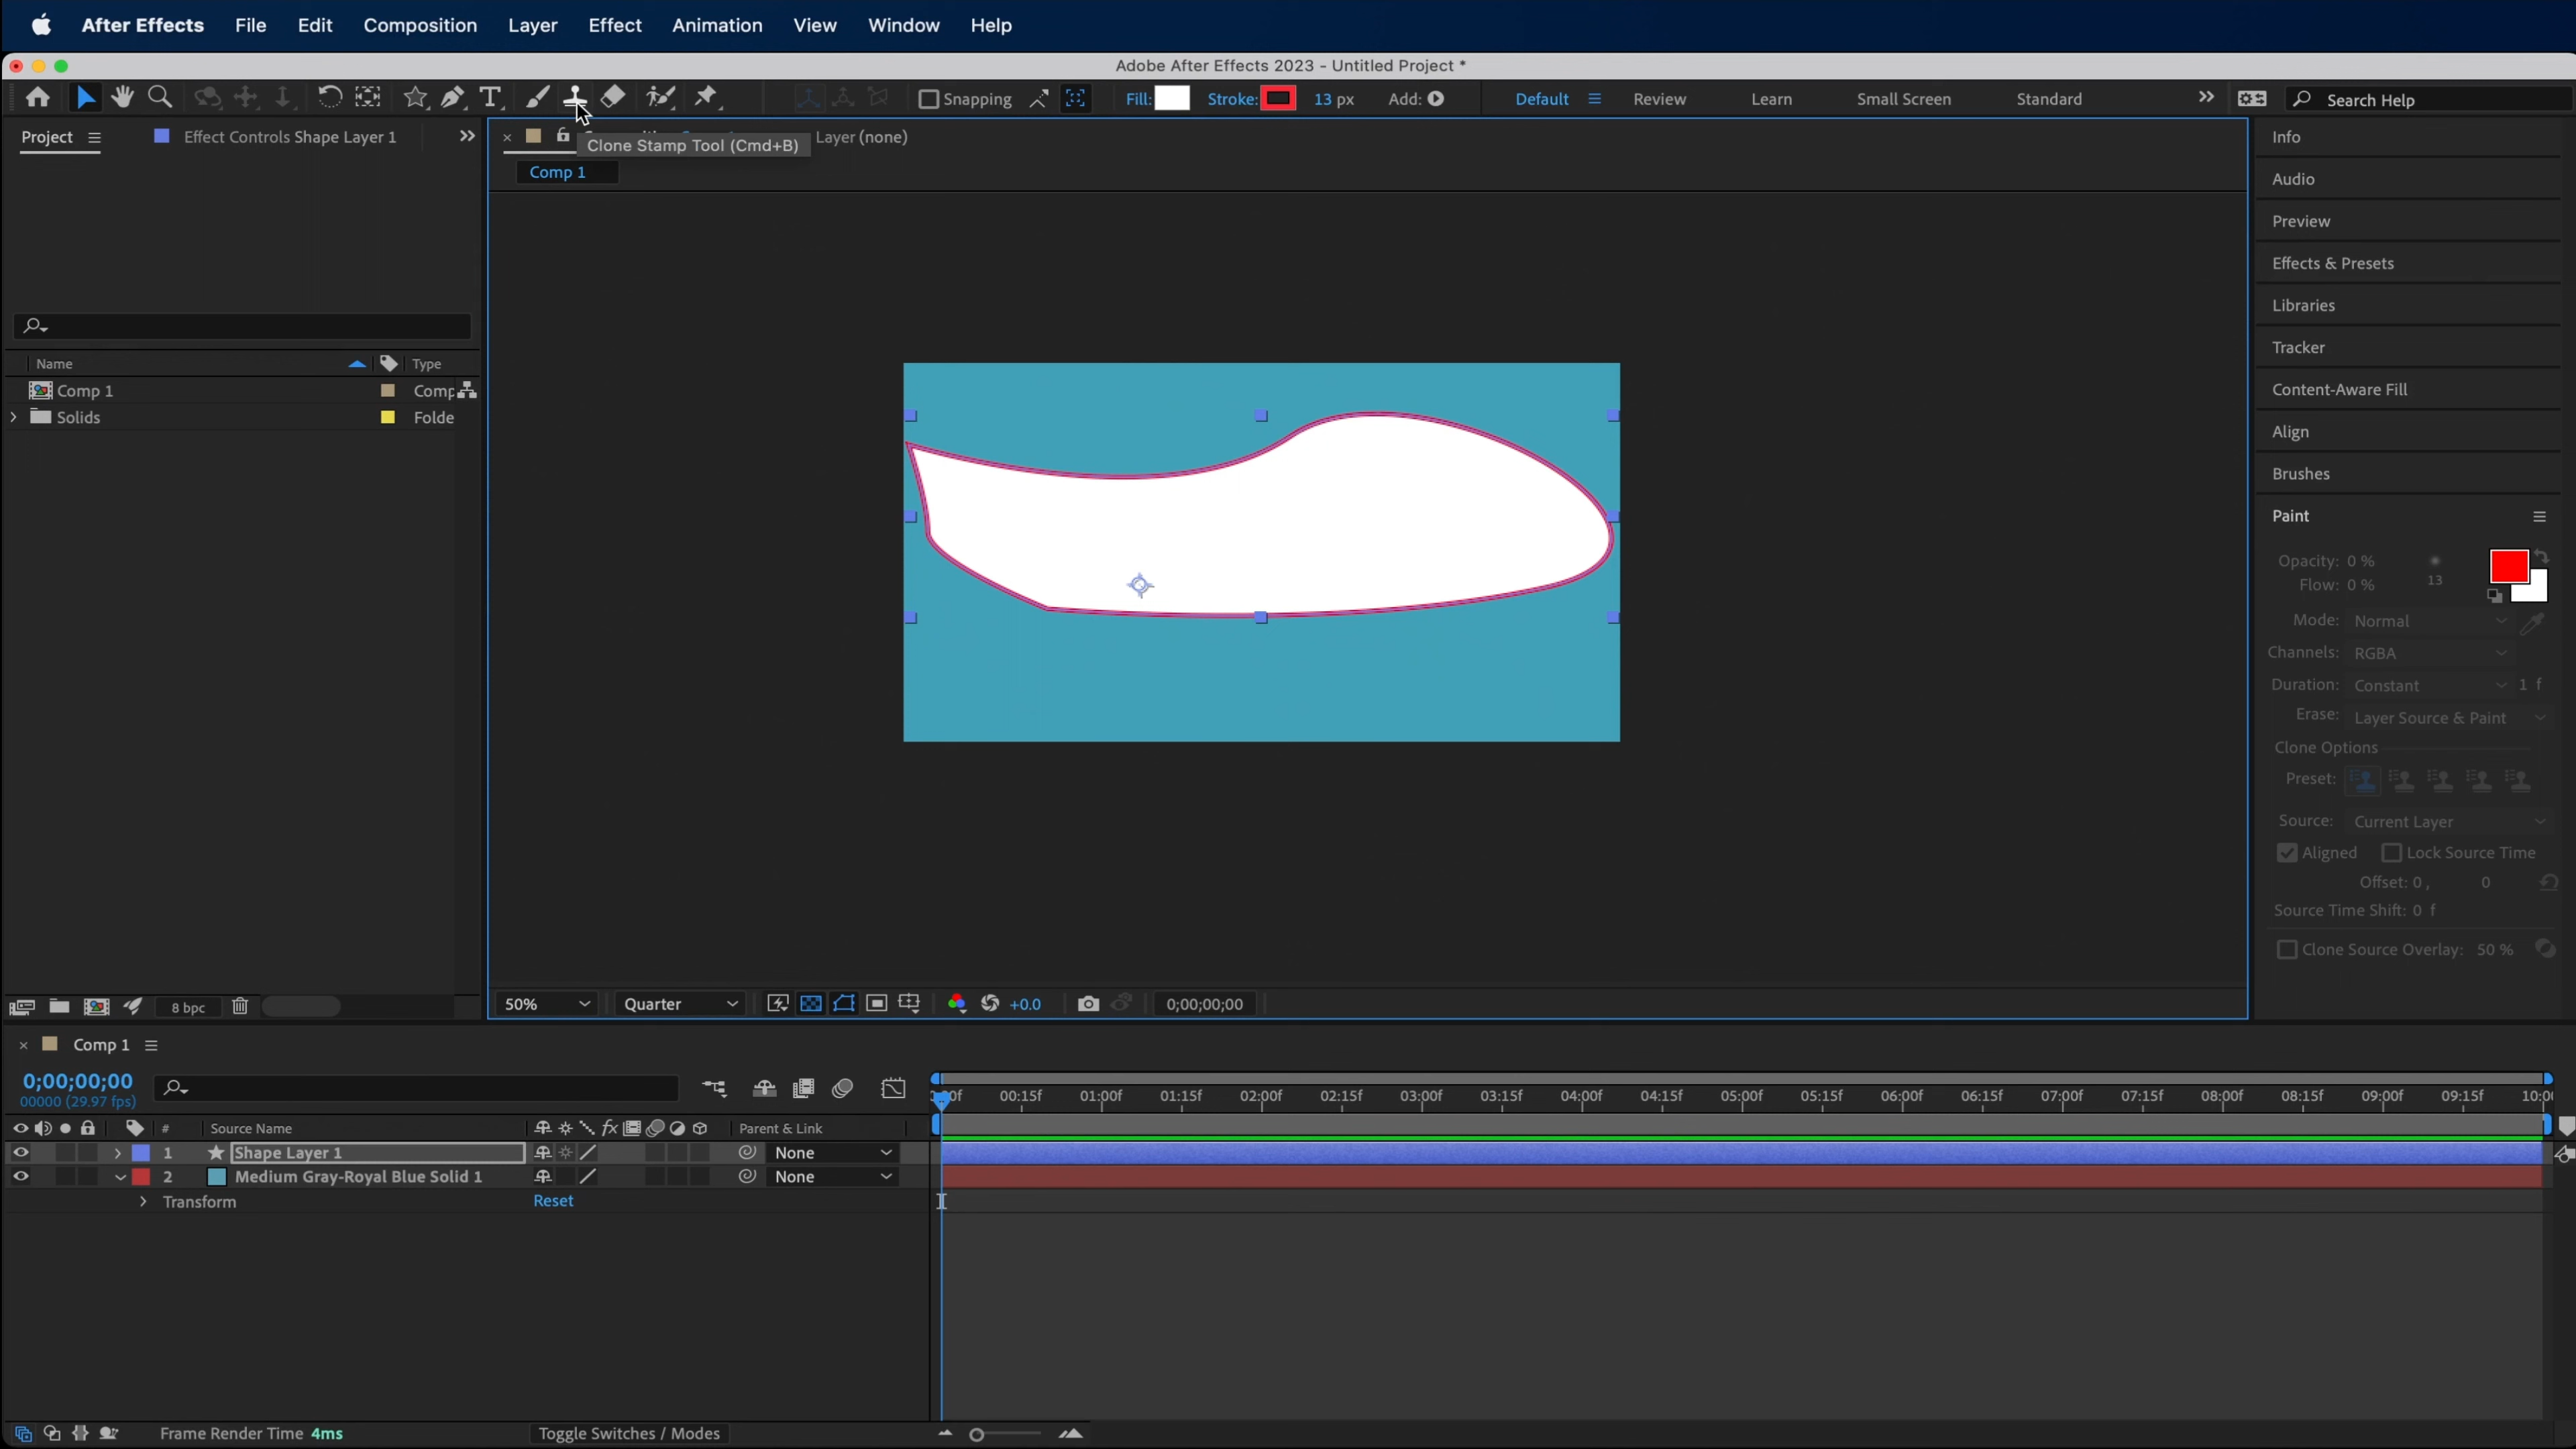 After Effects File Edit Composition Layer Effect Animation View Window Help
Adobe After Effects 2023 - Untitled Project *
Snapping Fill: Stroke: 13 px Add: Default Review Learn Small Screen Standard Search Help
Project Effect Controls Shape Layer 1 Layer (none)
Clone Stamp Tool (Cmd+B)
Comp 1
Name Type
Comp 1 Comp
Solids Folde
Info
Audio
Preview
Effects & Presets
Libraries
Tracker
Content-Aware Fill
Align
Brushes
Paint
Opacity: 0 %
Flow: 0 % 13
Mode: Normal
Channels: RGBA
Duration: Constant 1 f
Erase: Layer Source & Paint
Clone Options
Preset:
Source: Current Layer
Aligned Lock Source Time
Offset: 0 , 0
Source Time Shift: 0 f
Clone Source Overlay: 50 %
8 bpc 50% Quarter +0.0 0;00;00;00
Comp 1
0;00;00;00
00000 (29.97 fps)
00:15f 01:00f 01:15f 02:00f 02:15f 03:00f 03:15f 04:00f 04:15f 05:00f 05:15f 06:00f 06:15f 07:00f 07:15f 08:00f 08:15f 09:00f 09:15f 10:0
# Source Name fx Parent & Link
1 Shape Layer 1 None
2 Medium Gray-Royal Blue Solid 1 None
Transform Reset
Frame Render Time 4ms Toggle Switches / Modes